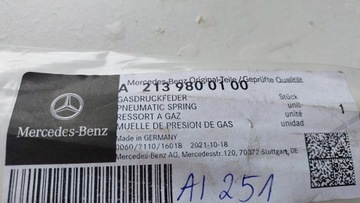 Mercedes-Benz Original-Teile / Geprüfte Qualität
A 213 980 01 00
GASDRUCKFEDER Stück
PNEUMATIC SPRING unit
RESSORT A GAZ unité 1
MUELLE DE PRESION DE GAS unidad
Made in GERMANY
0060/2110/16018 2021-10-18
Mercedes-Benz AG, Mercedesstr. 120, 70372 Stuttgart, DE
Mercedes-Benz
AI 251